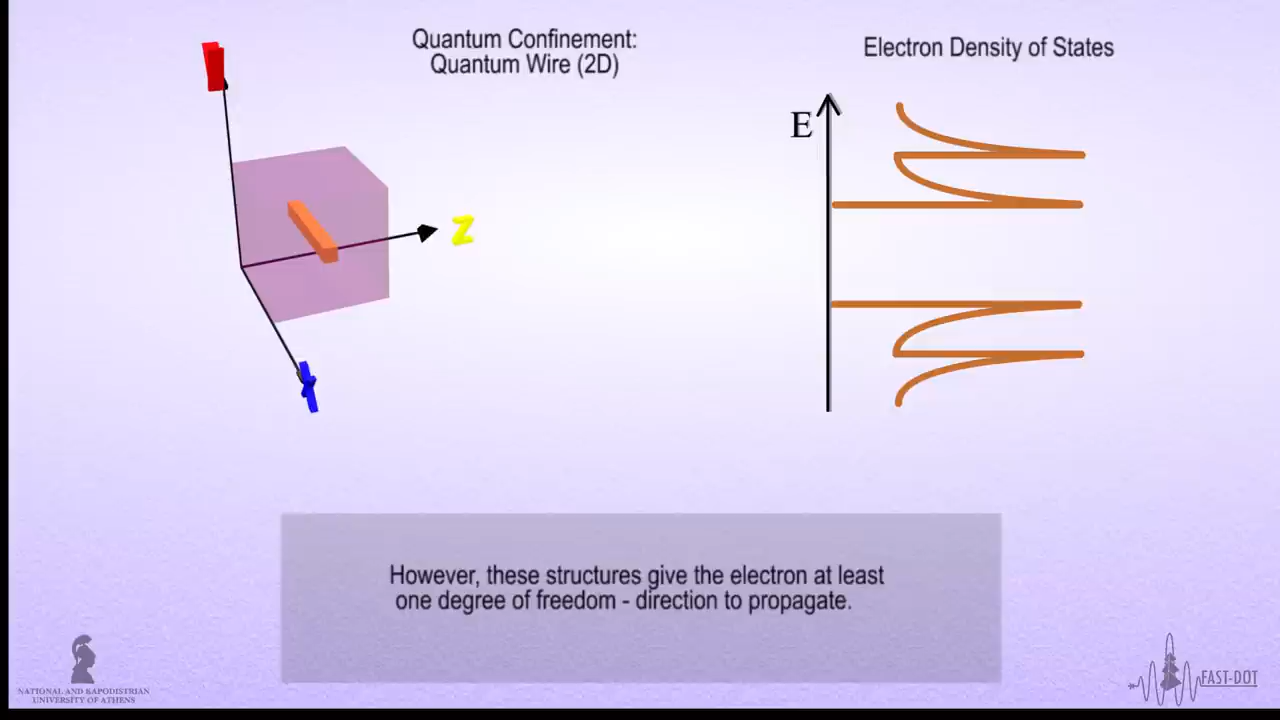 Quantum Confinement:
Quantum Wire (2D)
Electron Density of States
E
Z
However, these structures give the electron at least
one degree of freedom - direction to propagate.
NATIONAL AND KAPODISTRIAN
UNIVERSITY OF ATHENS
FAST-DOT